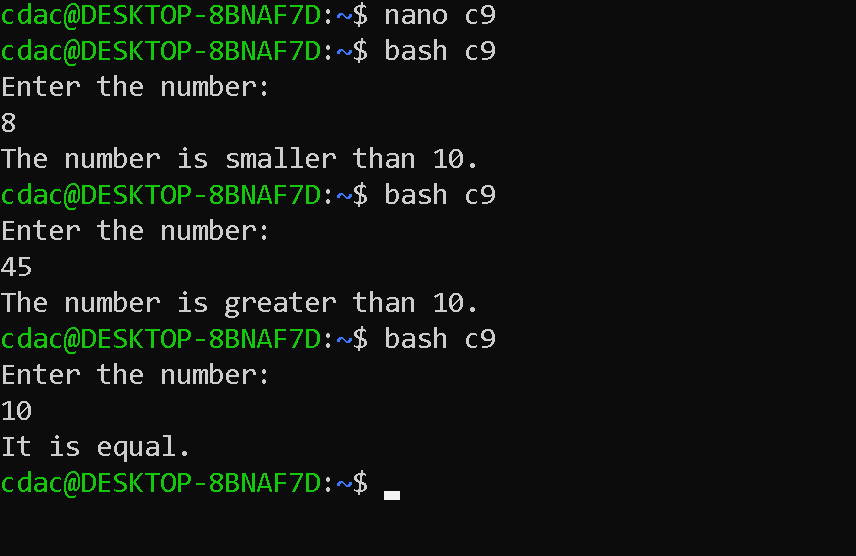 cdac@DESKTOP-8BNAF7D:~$ nano c9
cdac@DESKTOP-8BNAF7D:~$ bash c9
Enter the number:
8
The number is smaller than 10.
cdac@DESKTOP-8BNAF7D:~$ bash c9
Enter the number:
45
The number is greater than 10.
cdac@DESKTOP-8BNAF7D:~$ bash c9
Enter the number:
10
It is equal.
cdac@DESKTOP-8BNAF7D:~$